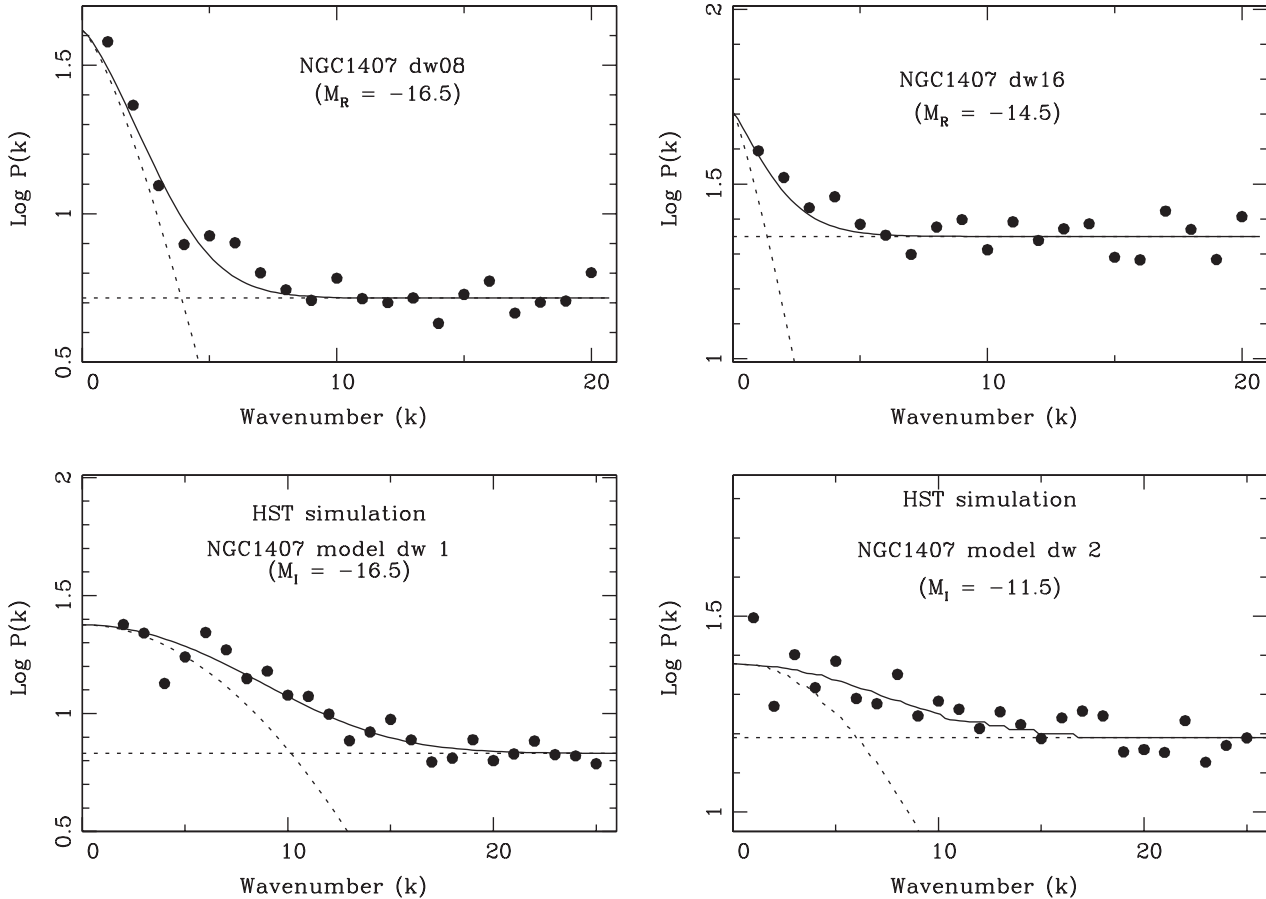 NGC1407 dw08
(M_R = −16.5)
Log P(k)
1.5
1
0.5
0
10
20
Wavenumber (k)
NGC1407 dw16
(M_R = −14.5)
Log P(k)
2
1.5
1
0
10
20
Wavenumber (k)
HST simulation
NGC1407 model dw 1
(M_I = −16.5)
Log P(k)
2
1.5
1
0.5
0
10
20
Wavenumber (k)
HST simulation
NGC1407 model dw 2
(M_I = −11.5)
Log P(k)
1.5
1
0
10
20
Wavenumber (k)